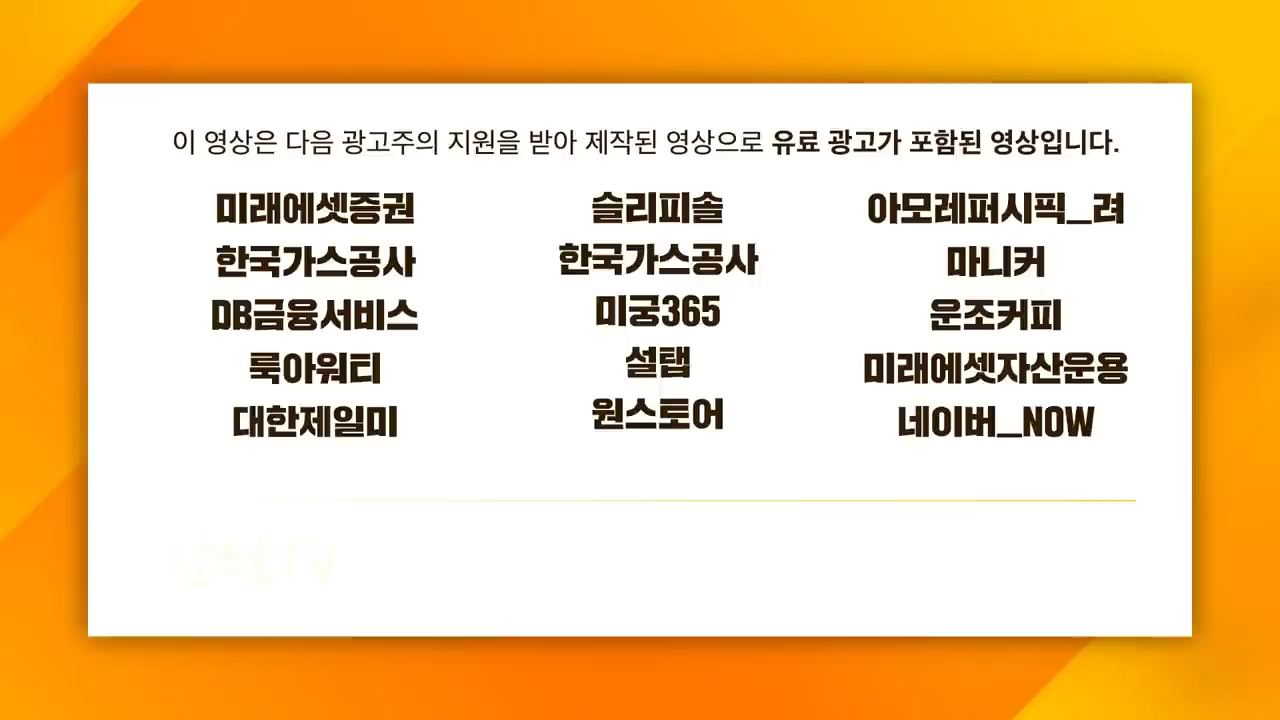 이 영상은 다음 광고주의 지원을 받아 제작된 영상으로 유료 광고가 포함된 영상입니다.
미래에셋증권
한국가스공사
DB금융서비스
룩아워티
대한제일미
슬리피솔
한국가스공사
미궁365
설탭
원스토어
아모레퍼시픽_려
마니커
운조커피
미래에셋자산운용
네이버_NOW